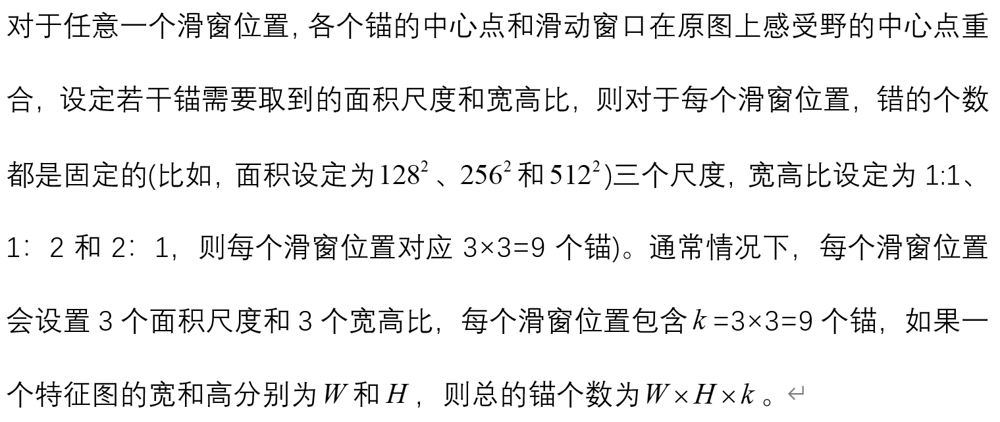 对于任意一个滑窗位置, 各个锚的中心点和滑动窗口在原图上感受野的中心点重
合，设定若干锚需要取到的面积尺度和宽高比，则对于每个滑窗位置，错的个数
都是固定的(比如, 面积设定为128²、256²和512²)三个尺度, 宽高比设定为 1:1、
1：2 和 2：1，则每个滑窗位置对应 3×3=9 个锚)。通常情况下，每个滑窗位置
会设置 3 个面积尺度和 3 个宽高比，每个滑窗位置包含 k =3×3=9 个锚，如果一
个特征图的宽和高分别为 W 和 H ，则总的锚个数为 W×H×k 。↵